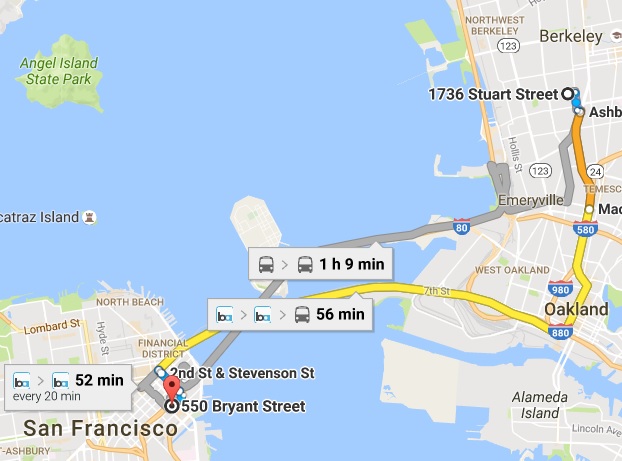 NORTHWEST
BERKELEY
Berkeley
123
Angel Island
State Park
1736 Stuart Street
Ashb
Hollis St
123
24
TEMESC
Emeryville
Mac
catraz Island
80
580
1 h 9 min
WEST OAKLAND
980
7th St
NORTH BEACH
56 min
Oakland
880
Lombard St
Hyde St
FINANCIAL
DISTRICT
2nd St & Stevenson St
52 min
every 20 min
550 Bryant Street
Alameda
Island
San Francisco
Lincoln Ave
T-ASHBURY